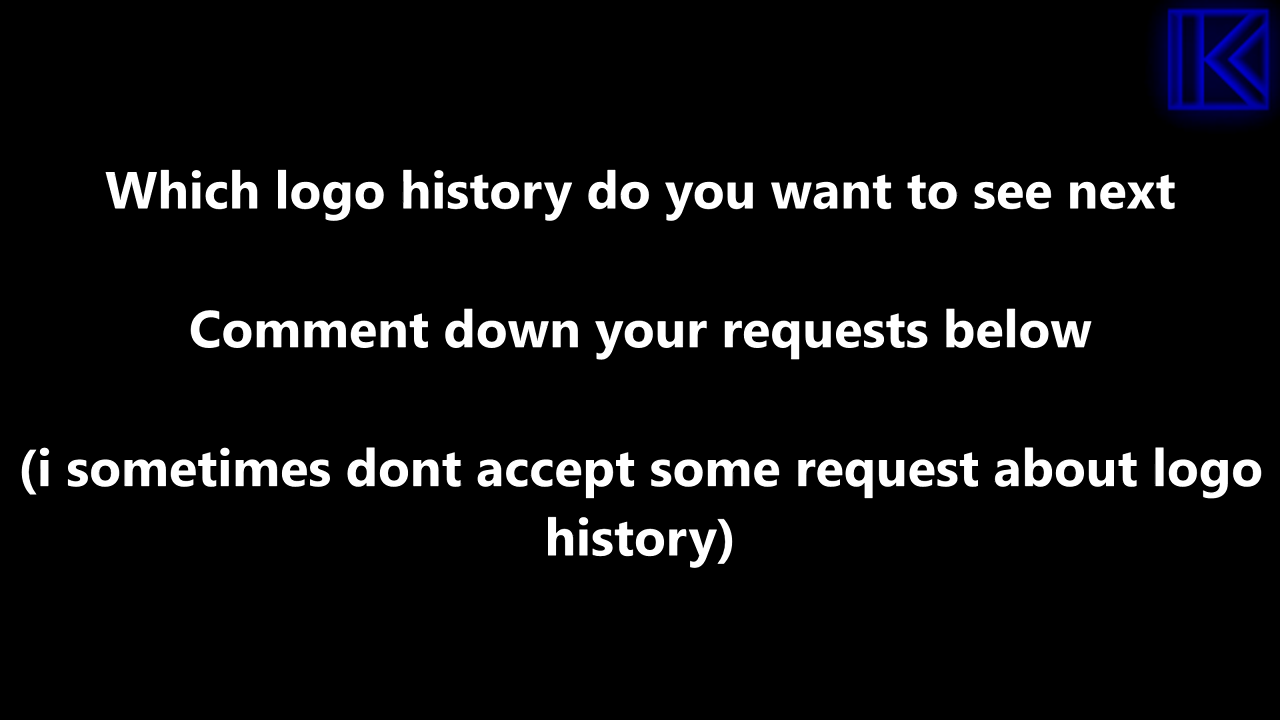 K
Which logo history do you want to see next
Comment down your requests below
(i sometimes dont accept some request about logo
history)